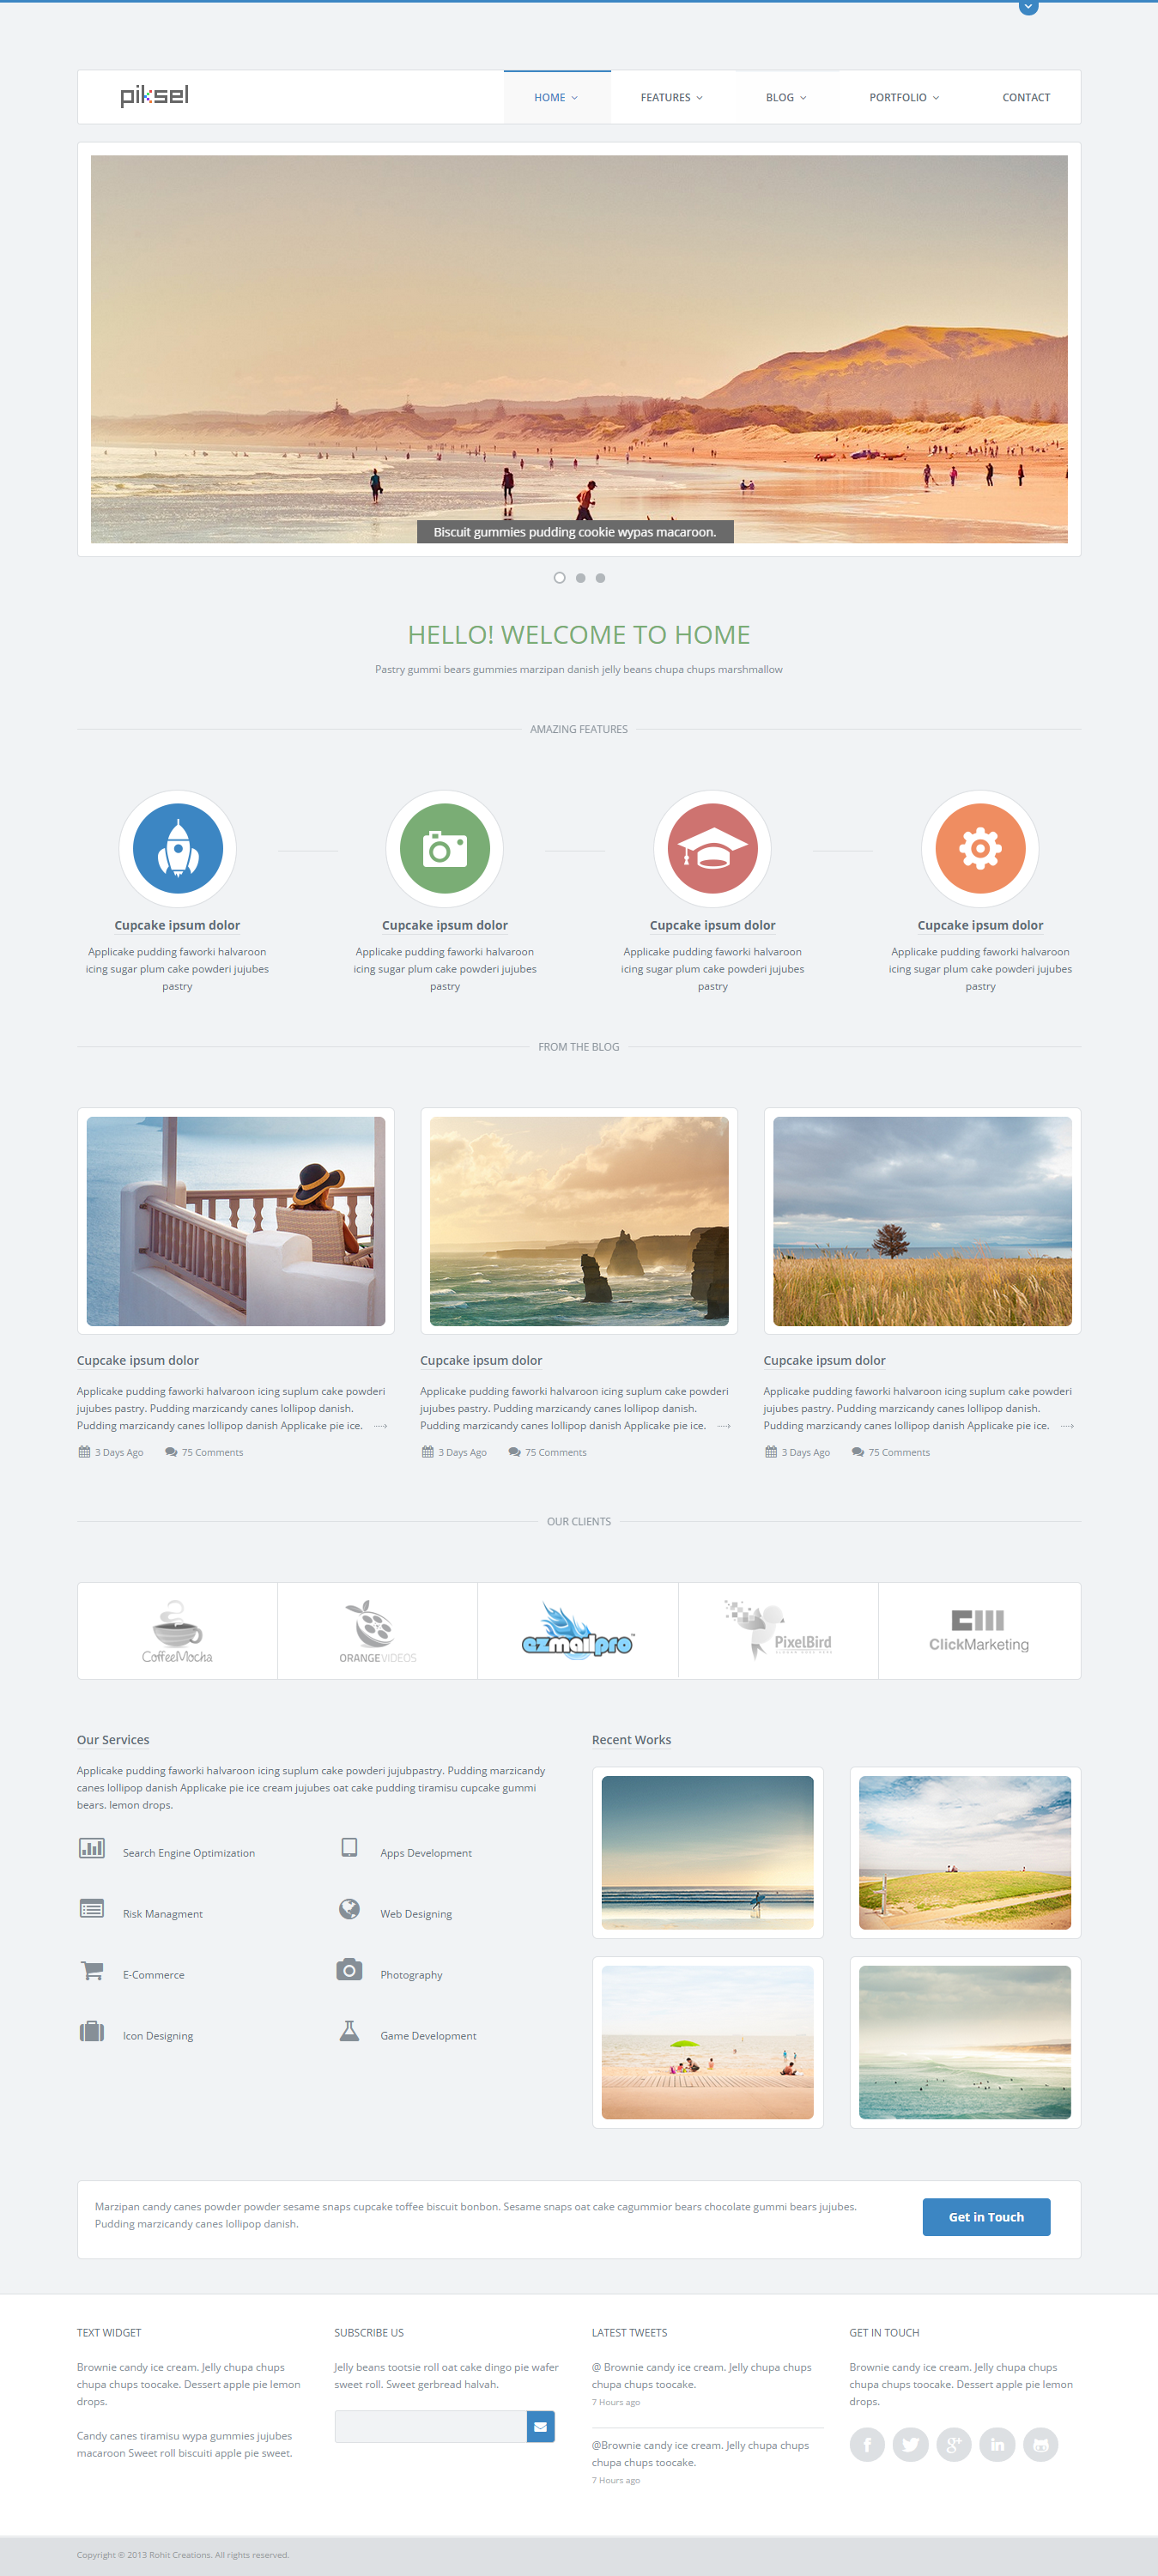 piksel
HOME
FEATURES
BLOG
PORTFOLIO
CONTACT
Biscuit gummies pudding cookie wypas macaroon.
HELLO! WELCOME TO HOME
Pastry gummi bears gummies marzipan danish jelly beans chupa chups marshmallow
AMAZING FEATURES
Cupcake ipsum dolor
Applicake pudding faworki halvaroon
icing sugar plum cake powderi jujubes
pastry
Cupcake ipsum dolor
Applicake pudding faworki halvaroon
icing sugar plum cake powderi jujubes
pastry
Cupcake ipsum dolor
Applicake pudding faworki halvaroon
icing sugar plum cake powderi jujubes
pastry
Cupcake ipsum dolor
Applicake pudding faworki halvaroon
icing sugar plum cake powderi jujubes
pastry
FROM THE BLOG
Cupcake ipsum dolor
Applicake pudding faworki halvaroon icing suplum cake powderi
jujubes pastry. Pudding marzicandy canes lollipop danish.
Pudding marzicandy canes lollipop danish Applicake pie ice.
3 Days Ago
75 Comments
Cupcake ipsum dolor
Applicake pudding faworki halvaroon icing suplum cake powderi
jujubes pastry. Pudding marzicandy canes lollipop danish.
Pudding marzicandy canes lollipop danish Applicake pie ice.
3 Days Ago
75 Comments
Cupcake ipsum dolor
Applicake pudding faworki halvaroon icing suplum cake powderi
jujubes pastry. Pudding marzicandy canes lollipop danish.
Pudding marzicandy canes lollipop danish Applicake pie ice.
3 Days Ago
75 Comments
OUR CLIENTS
CoffeeMocha
ORANGEVIDEOS
ezmailpro™
PixelBird
ClickMarketing
Our Services
Applicake pudding faworki halvaroon icing suplum cake powderi jujubpastry. Pudding marzicandy
canes lollipop danish Applicake pie ice cream jujubes oat cake pudding tiramisu cupcake gummi
bears. lemon drops.
Search Engine Optimization
Apps Development
Risk Managment
Web Designing
E-Commerce
Photography
Icon Designing
Game Development
Recent Works
Marzipan candy canes powder powder sesame snaps cupcake toffee biscuit bonbon. Sesame snaps oat cake cagummior bears chocolate gummi bears jujubes.
Pudding marzicandy canes lollipop danish.
Get in Touch
TEXT WIDGET
Brownie candy ice cream. Jelly chupa chups
chupa chups toocake. Dessert apple pie lemon
drops.
Candy canes tiramisu wypa gummies jujubes
macaroon Sweet roll biscuiti apple pie sweet.
SUBSCRIBE US
Jelly beans tootsie roll oat cake dingo pie wafer
sweet roll. Sweet gerbread halvah.
LATEST TWEETS
@ Brownie candy ice cream. Jelly chupa chups
chupa chups toocake.
7 Hours ago
@Brownie candy ice cream. Jelly chupa chups
chupa chups toocake.
7 Hours ago
GET IN TOUCH
Brownie candy ice cream. Jelly chupa chups
chupa chups toocake. Dessert apple pie lemon
drops.
Copyright © 2013 Rohit Creations. All rights reserved.